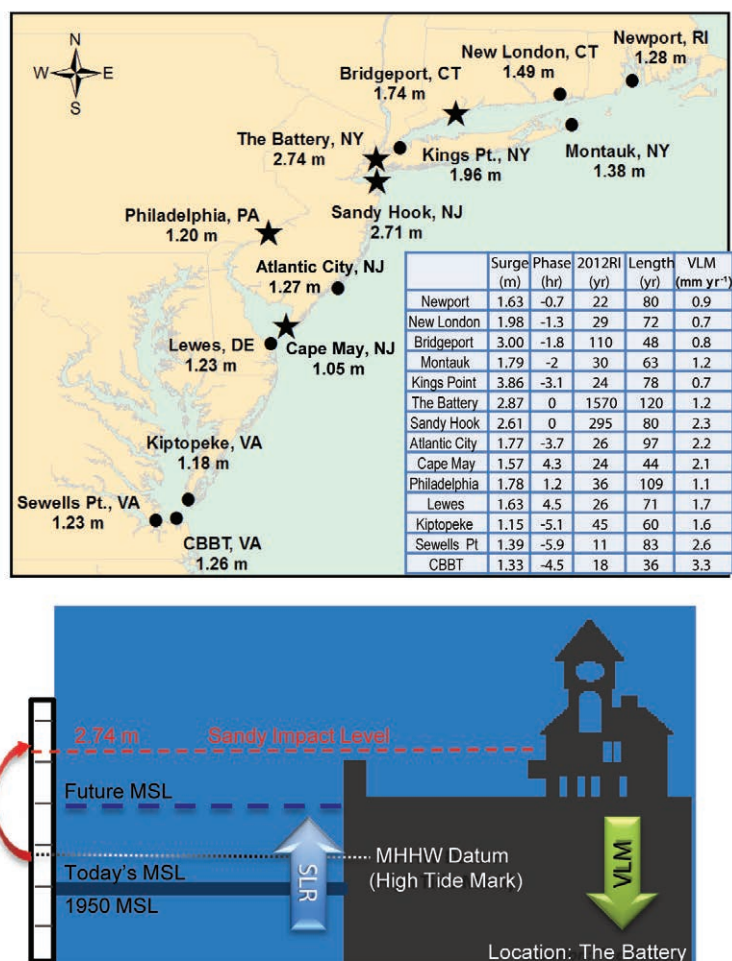 N
W E
S
Newport, RI
1.28 m
New London, CT
1.49 m
Bridgeport, CT
1.74 m
The Battery, NY
2.74 m
Kings Pt., NY
1.96 m
Montauk, NY
1.38 m
Sandy Hook, NJ
2.71 m
Philadelphia, PA
1.20 m
Atlantic City, NJ
1.27 m
Lewes, DE
1.23 m
Cape May, NJ
1.05 m
Kiptopeke, VA
1.18 m
Sewells Pt., VA
1.23 m
CBBT, VA
1.26 m
Surge Phase 2012RI Length VLM
(m) (hr) (yr) (yr) (mm yr⁻¹)
Newport 1.63 -0.7 22 80 0.9
New London 1.98 -1.3 29 72 0.7
Bridgeport 3.00 -1.8 110 48 0.8
Montauk 1.79 -2 30 63 1.2
Kings Point 3.86 -3.1 24 78 0.7
The Battery 2.87 0 1570 120 1.2
Sandy Hook 2.61 0 295 80 2.3
Atlantic City 1.77 -3.7 26 97 2.2
Cape May 1.57 4.3 24 44 2.1
Philadelphia 1.78 1.2 36 109 1.1
Lewes 1.63 4.5 26 71 1.7
Kiptopeke 1.15 -5.1 45 60 1.6
Sewells Pt 1.39 -5.9 11 83 2.6
CBBT 1.33 -4.5 18 36 3.3
2.74 m Sandy Impact Level
Future MSL
MHHW Datum
(High Tide Mark)
Today's MSL
1950 MSL
SLR
VLM
Location: The Battery